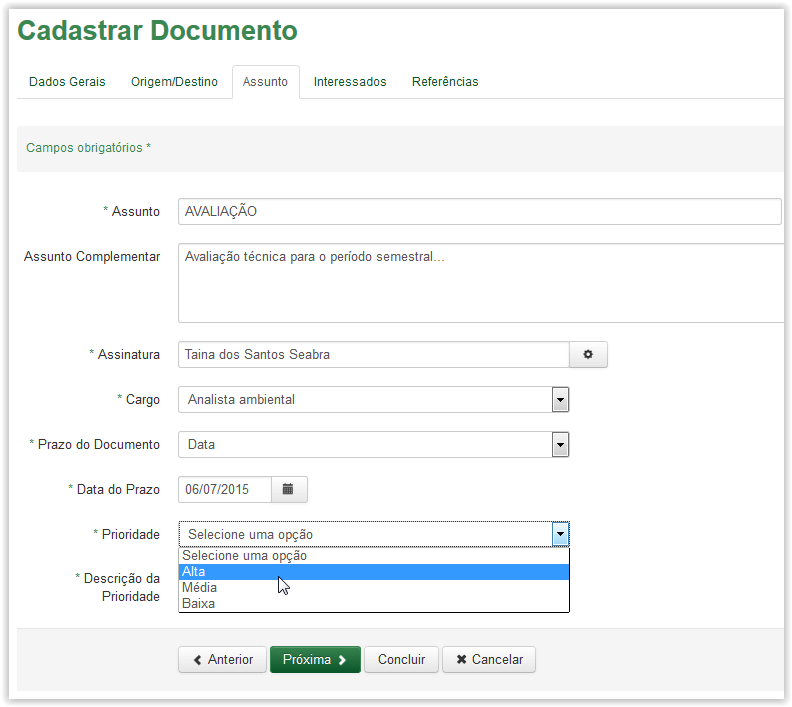 Cadastrar Documento
Dados Gerais Origem/Destino Assunto Interessados Referências
Campos obrigatórios *
* Assunto AVALIAÇÃO
Assunto Complementar Avaliação técnica para o período semestral...
* Assinatura Taina dos Santos Seabra
* Cargo Analista ambiental
* Prazo do Documento Data
* Data do Prazo 06/07/2015
* Prioridade Selecione uma opção
Selecione uma opção
Alta
Média
Baixa
* Descrição da
Prioridade
Anterior Próxima Concluir Cancelar